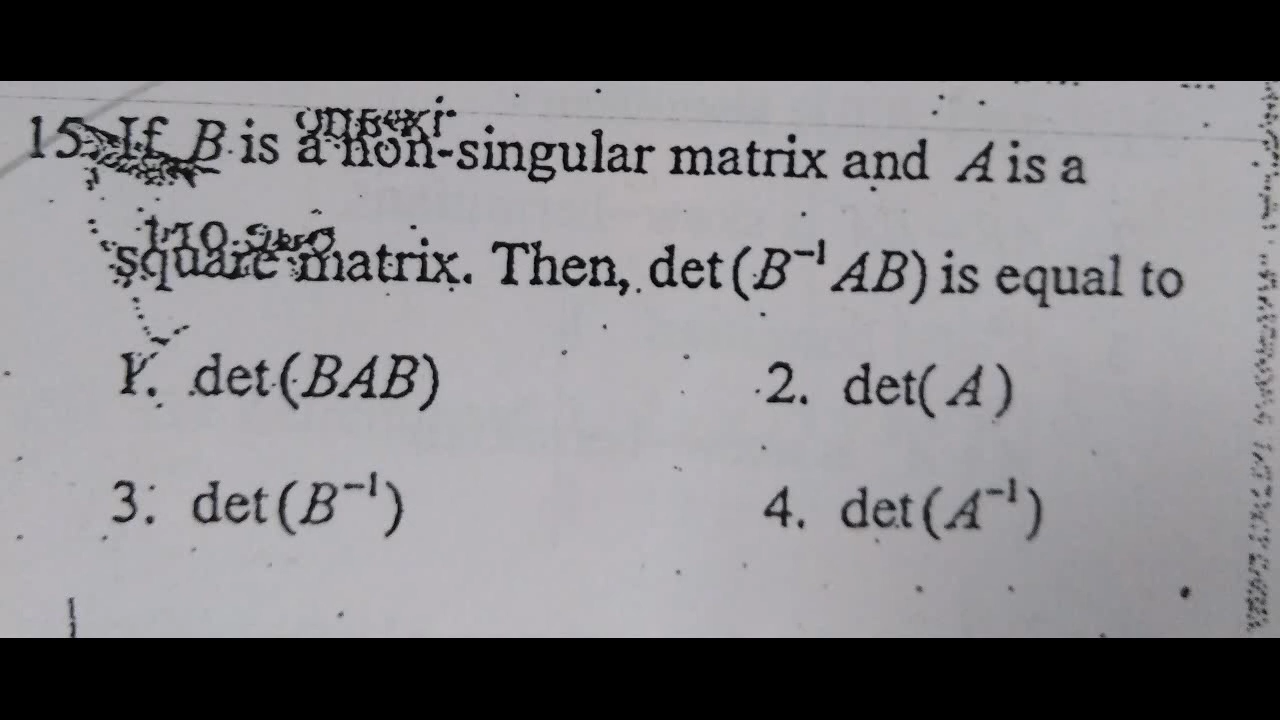 15. If B is a non-singular matrix and A is a
square matrix. Then, det(B⁻¹AB) is equal to
1. det(BAB) 2. det(A)
3. det(B⁻¹) 4. det(A⁻¹)